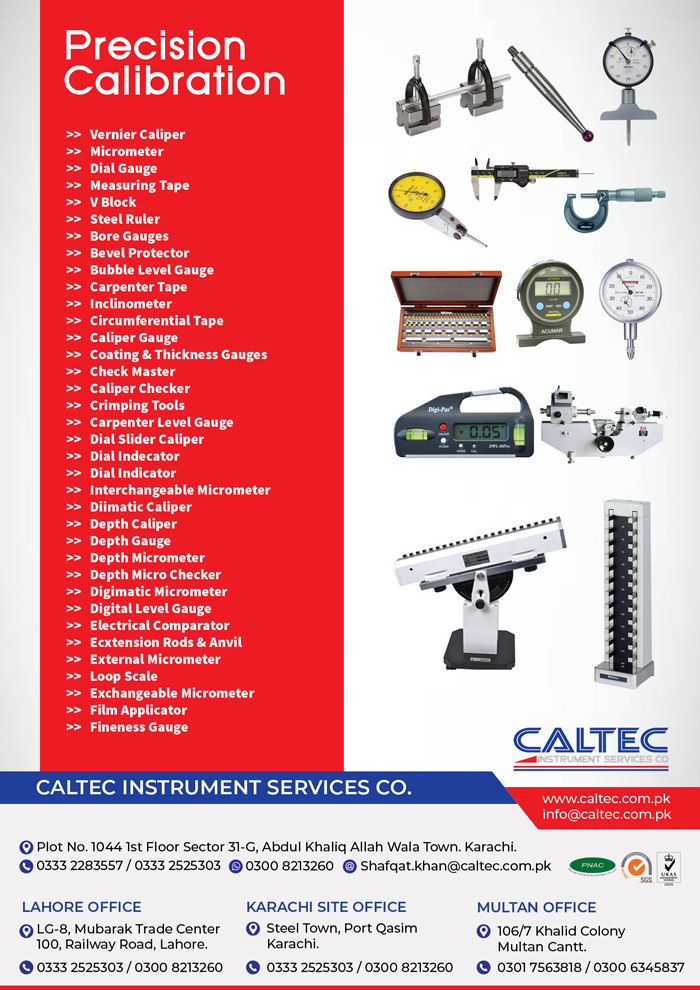 Precision
Calibration
>> Vernier Caliper
>> Micrometer
>> Dial Gauge
>> Measuring Tape
>> V Block
>> Steel Ruler
>> Bore Gauges
>> Bevel Protector
>> Bubble Level Gauge
>> Carpenter Tape
>> Inclinometer
>> Circumferential Tape
>> Caliper Gauge
>> Coating & Thickness Gauges
>> Check Master
>> Caliper Checker
>> Crimping Tools
>> Carpenter Level Gauge
>> Dial Slider Caliper
>> Dial Indecator
>> Dial Indicator
>> Interchangeable Micrometer
>> Diimatic Caliper
>> Depth Caliper
>> Depth Gauge
>> Depth Micrometer
>> Depth Micro Checker
>> Digimatic Micrometer
>> Digital Level Gauge
>> Electrical Comparator
>> Ecxtension Rods & Anvil
>> External Micrometer
>> Loop Scale
>> Exchangeable Micrometer
>> Film Applicator
>> Fineness Gauge
ACUMAR
Digi-Pas
0.05
DWL-80Pro
CALTEC
INSTRUMENT SERVICES CO
CALTEC INSTRUMENT SERVICES CO.
www.caltec.com.pk
info@caltec.com.pk
Plot No. 1044 1st Floor Sector 31-G, Abdul Khaliq Allah Wala Town. Karachi.
0333 2283557 / 0333 2525303 0300 8213260 Shafqat.khan@caltec.com.pk
PNAC
SGS
UKAS
LAHORE OFFICE
LG-8, Mubarak Trade Center
100, Railway Road, Lahore.
0333 2525303 / 0300 8213260
KARACHI SITE OFFICE
Steel Town, Port Qasim
Karachi.
0333 2525303 / 0300 8213260
MULTAN OFFICE
106/7 Khalid Colony
Multan Cantt.
0301 7563818 / 0300 6345837